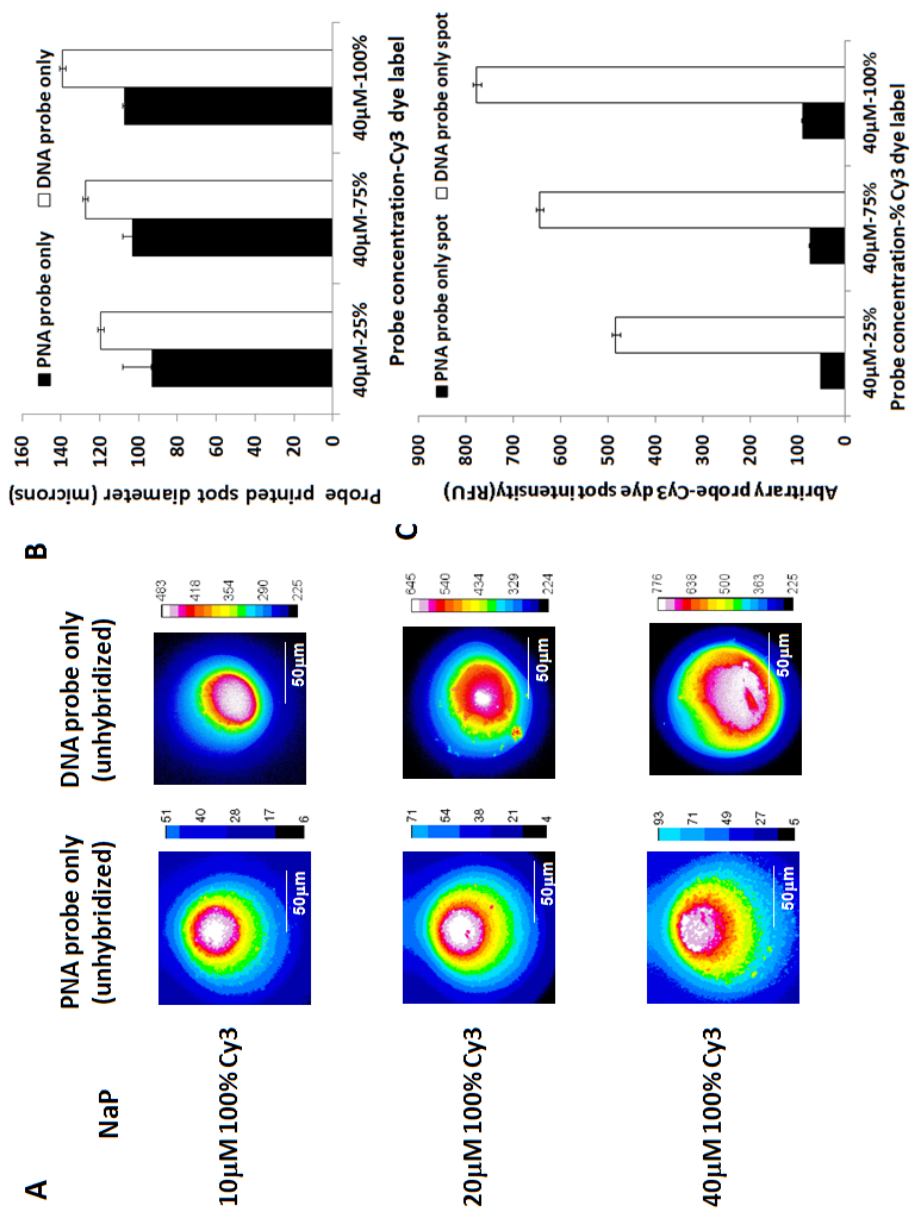 A
NaP
PNA probe only
(unhybridized)
DNA probe only
(unhybridized)
10µM 100% Cy3
51
40
28
17
6
50µm
483
418
354
290
225
50µm
20µM 100% Cy3
71
54
38
21
4
50µm
645
540
434
329
224
50µm
40µM 100% Cy3
93
71
49
27
5
50µm
776
638
500
363
225
50µm
B
PNA probe only
DNA probe only
Probe printed spot diameter (microns)
160
140
120
100
80
60
40
20
0
40µM-25%
40µM-75%
40µM-100%
Probe concentration-Cy3 dye label
C
PNA probe only spot
DNA probe only spot
Abritrary probe-Cy3 dye spot intensity(RFU)
900
800
700
600
500
400
300
200
100
0
40µM-25%
40µM-75%
40µM-100%
Probe concentration-% Cy3 dye label